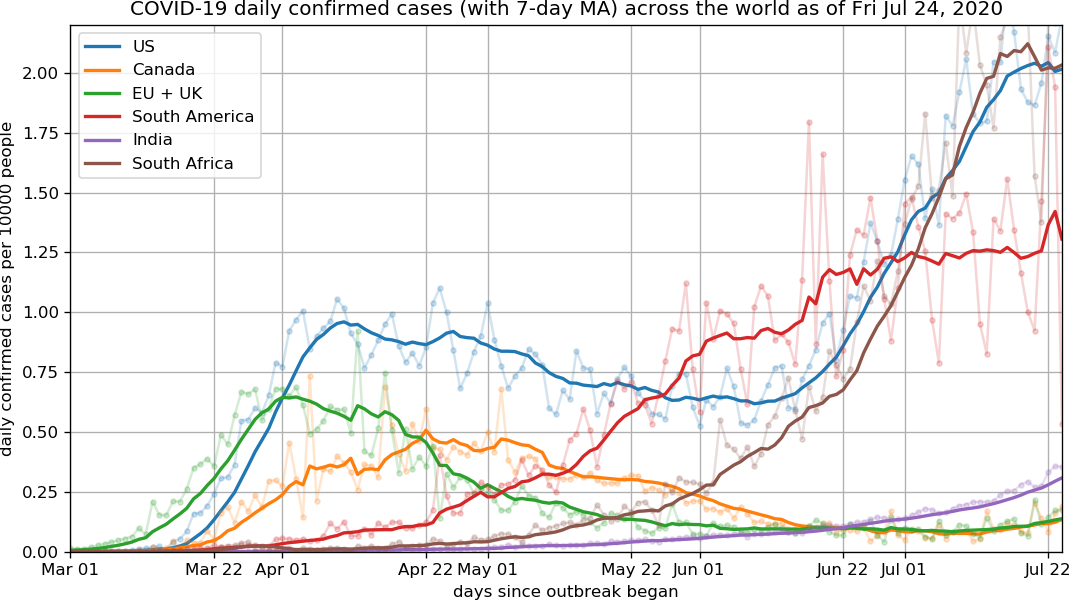 COVID-19 daily confirmed cases (with 7-day MA) across the world as of Fri Jul 24, 2020
daily confirmed cases per 10000 people
2.00
1.75
1.50
1.25
1.00
0.75
0.50
0.25
0.00
US
Canada
EU + UK
South America
India
South Africa
Mar 01 Mar 22 Apr 01 Apr 22 May 01 May 22 Jun 01 Jun 22 Jul 01 Jul 22
days since outbreak began